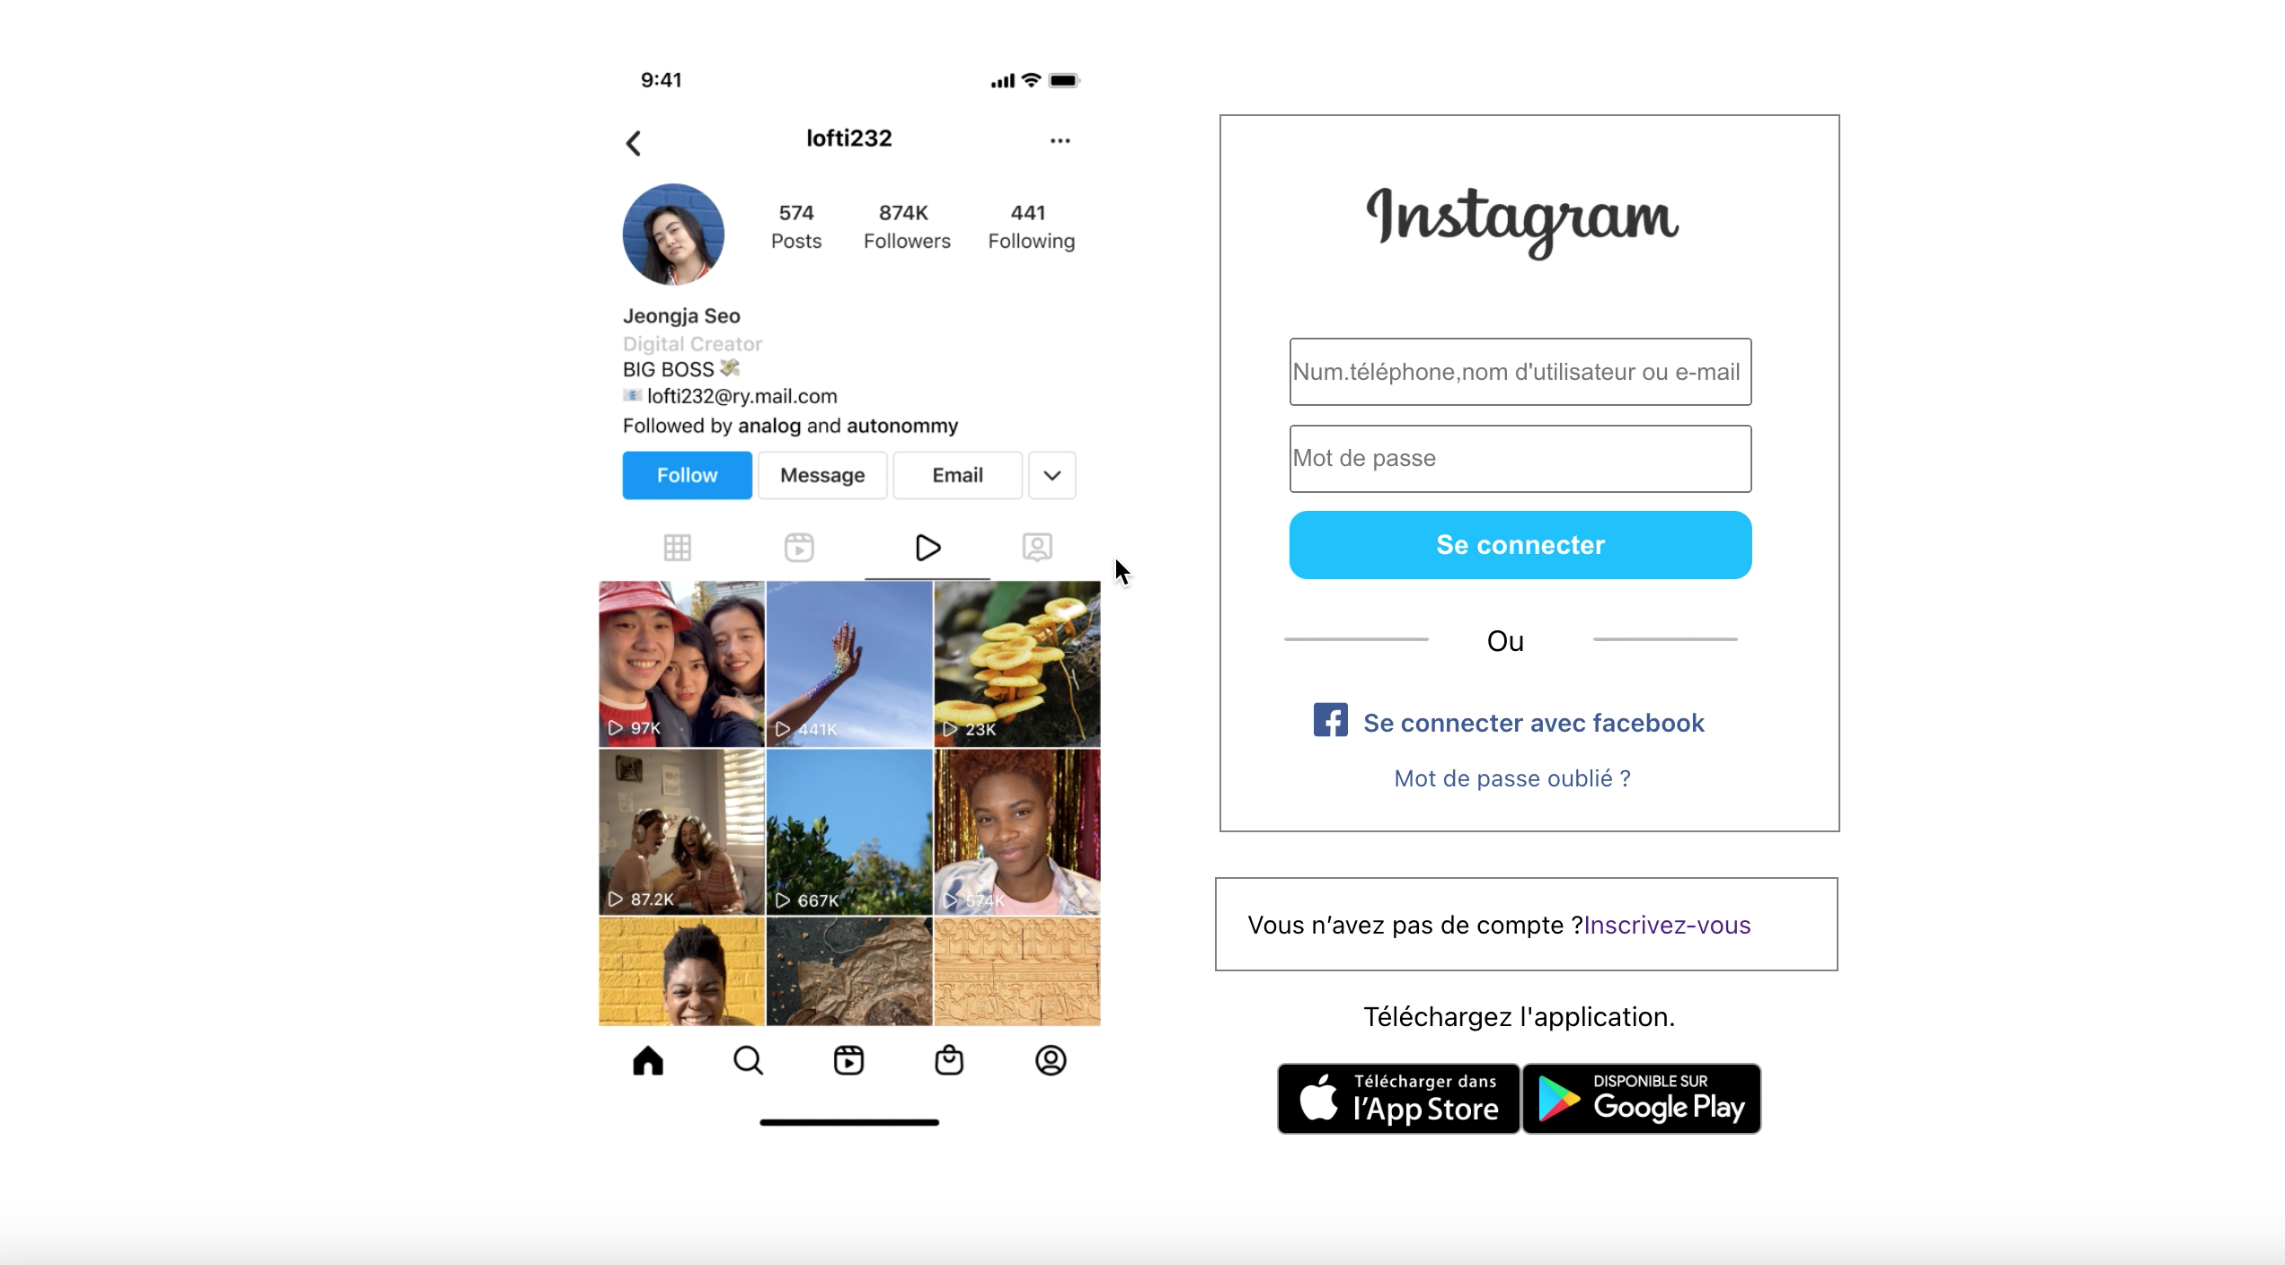 9:41
lofti232
574 874K 441
Posts Followers Following
Jeongja Seo
Digital Creator
BIG BOSS 💸
📧 lofti232@ry.mail.com
Followed by analog and autonommy
Follow Message Email
97K 441K 23K
87.2K 667K 574K
Instagram
Num.téléphone,nom d'utilisateur ou e-mail
Mot de passe
Se connecter
Ou
Se connecter avec facebook
Mot de passe oublié ?
Vous n’avez pas de compte ?Inscrivez-vous
Téléchargez l'application.
Télécharger dans
l’App Store
DISPONIBLE SUR
Google Play